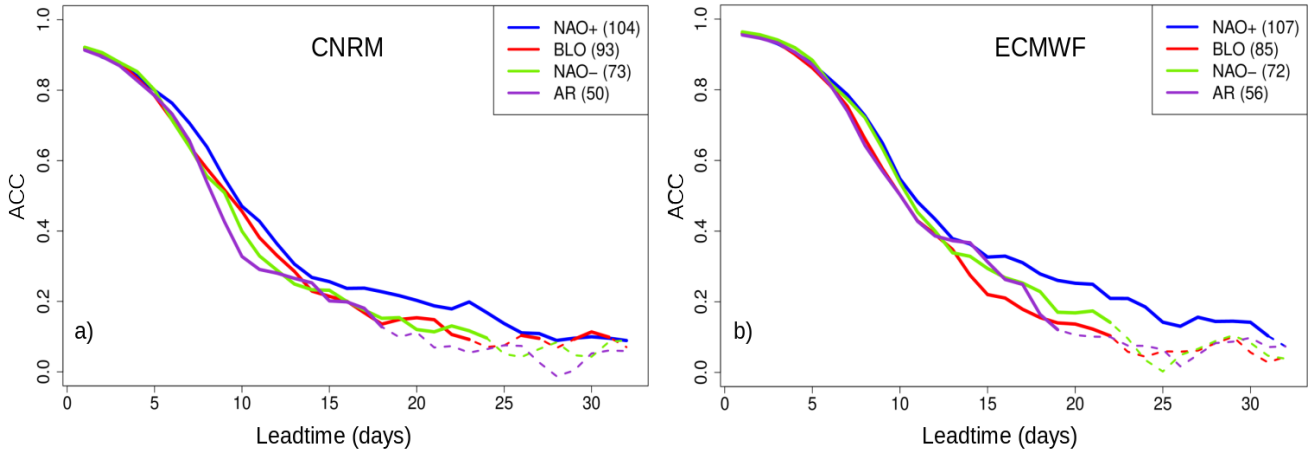 CNRM
NAO+ (104)
BLO (93)
NAO− (73)
AR (50)
1.0
0.8
0.6
0.4
0.2
0.0
ACC
a)
0 5 10 15 20 25 30
Leadtime (days)
ECMWF
NAO+ (107)
BLO (85)
NAO− (72)
AR (56)
1.0
0.8
0.6
0.4
0.2
0.0
ACC
b)
0 5 10 15 20 25 30
Leadtime (days)